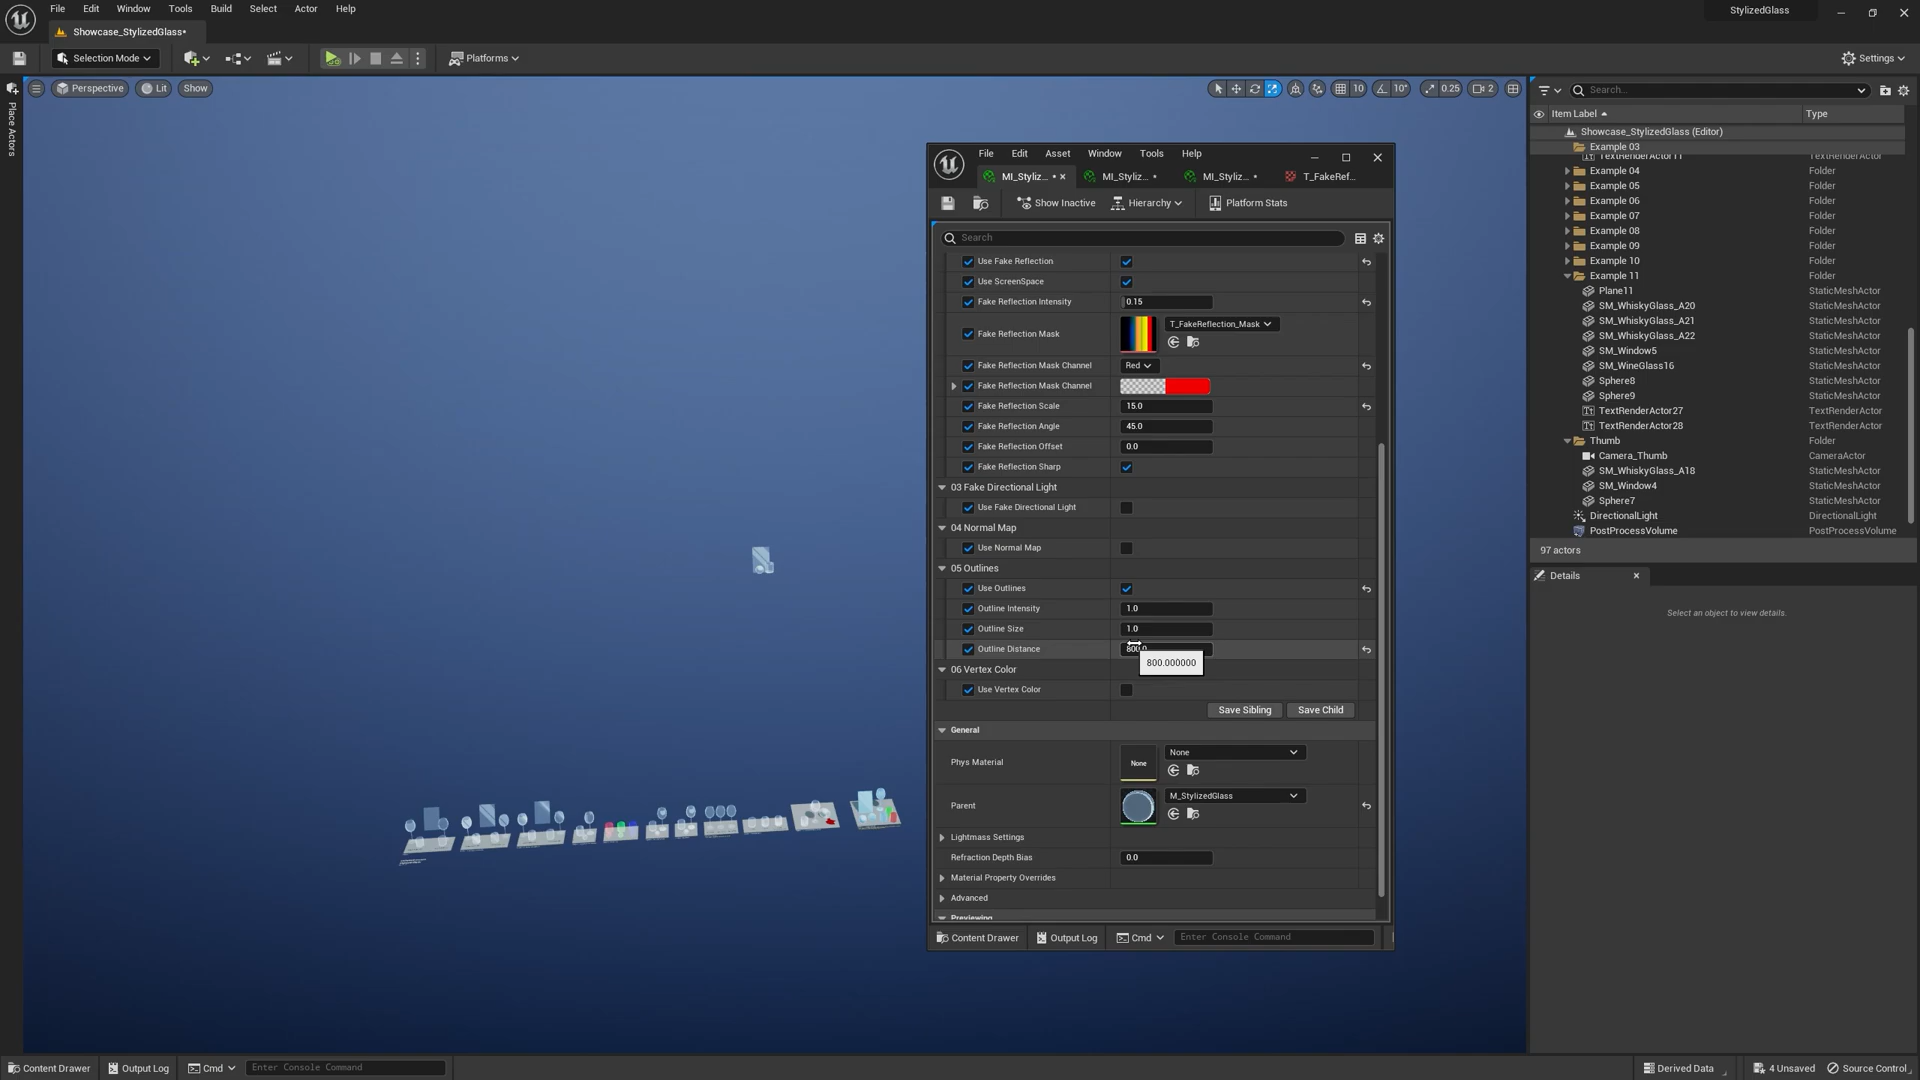 File Edit Window Tools Build Select Actor Help
StylizedGlass
Showcase_StylizedGlass•
Selection Mode
Platforms
Settings
Place Actors
Perspective Lit Show
10 10° 0.25 2
Search...
Item Label Type
Showcase_StylizedGlass (Editor)
Example 03
TextRenderActor11 TextRenderActor
Example 04 Folder
Example 05 Folder
Example 06 Folder
Example 07 Folder
Example 08 Folder
Example 09 Folder
Example 10 Folder
Example 11 Folder
Plane11 StaticMeshActor
SM_WhiskyGlass_A20 StaticMeshActor
SM_WhiskyGlass_A21 StaticMeshActor
SM_WhiskyGlass_A22 StaticMeshActor
SM_Window5 StaticMeshActor
SM_WineGlass16 StaticMeshActor
Sphere8 StaticMeshActor
Sphere9 StaticMeshActor
TextRenderActor27 TextRenderActor
TextRenderActor28 TextRenderActor
Thumb Folder
Camera_Thumb CameraActor
SM_WhiskyGlass_A18 StaticMeshActor
SM_Window4 StaticMeshActor
Sphere7 StaticMeshActor
DirectionalLight DirectionalLight
PostProcessVolume PostProcessVolume
97 actors
Details
Select an object to view details.
File Edit Asset Window Tools Help
MI_Styliz... • MI_Styliz... • MI_Styliz... • T_FakeRef...
Show Inactive Hierarchy Platform Stats
Search
Use Fake Reflection
Use ScreenSpace
Fake Reflection Intensity 0.15
Fake Reflection Mask T_FakeReflection_Mask
Fake Reflection Mask Channel Red
Fake Reflection Mask Channel
Fake Reflection Scale 15.0
Fake Reflection Angle 45.0
Fake Reflection Offset 0.0
Fake Reflection Sharp
03 Fake Directional Light
Use Fake Directional Light
04 Normal Map
Use Normal Map
05 Outlines
Use Outlines
Outline Intensity 1.0
Outline Size 1.0
Outline Distance 800.0
800.000000
06 Vertex Color
Use Vertex Color
Save Sibling Save Child
General
Phys Material None None
Parent M_StylizedGlass
Lightmass Settings
Refraction Depth Bias 0.0
Material Property Overrides
Advanced
Previewing
Content Drawer Output Log Cmd Enter Console Command
Content Drawer Output Log Cmd Enter Console Command
Derived Data 4 Unsaved Source Control